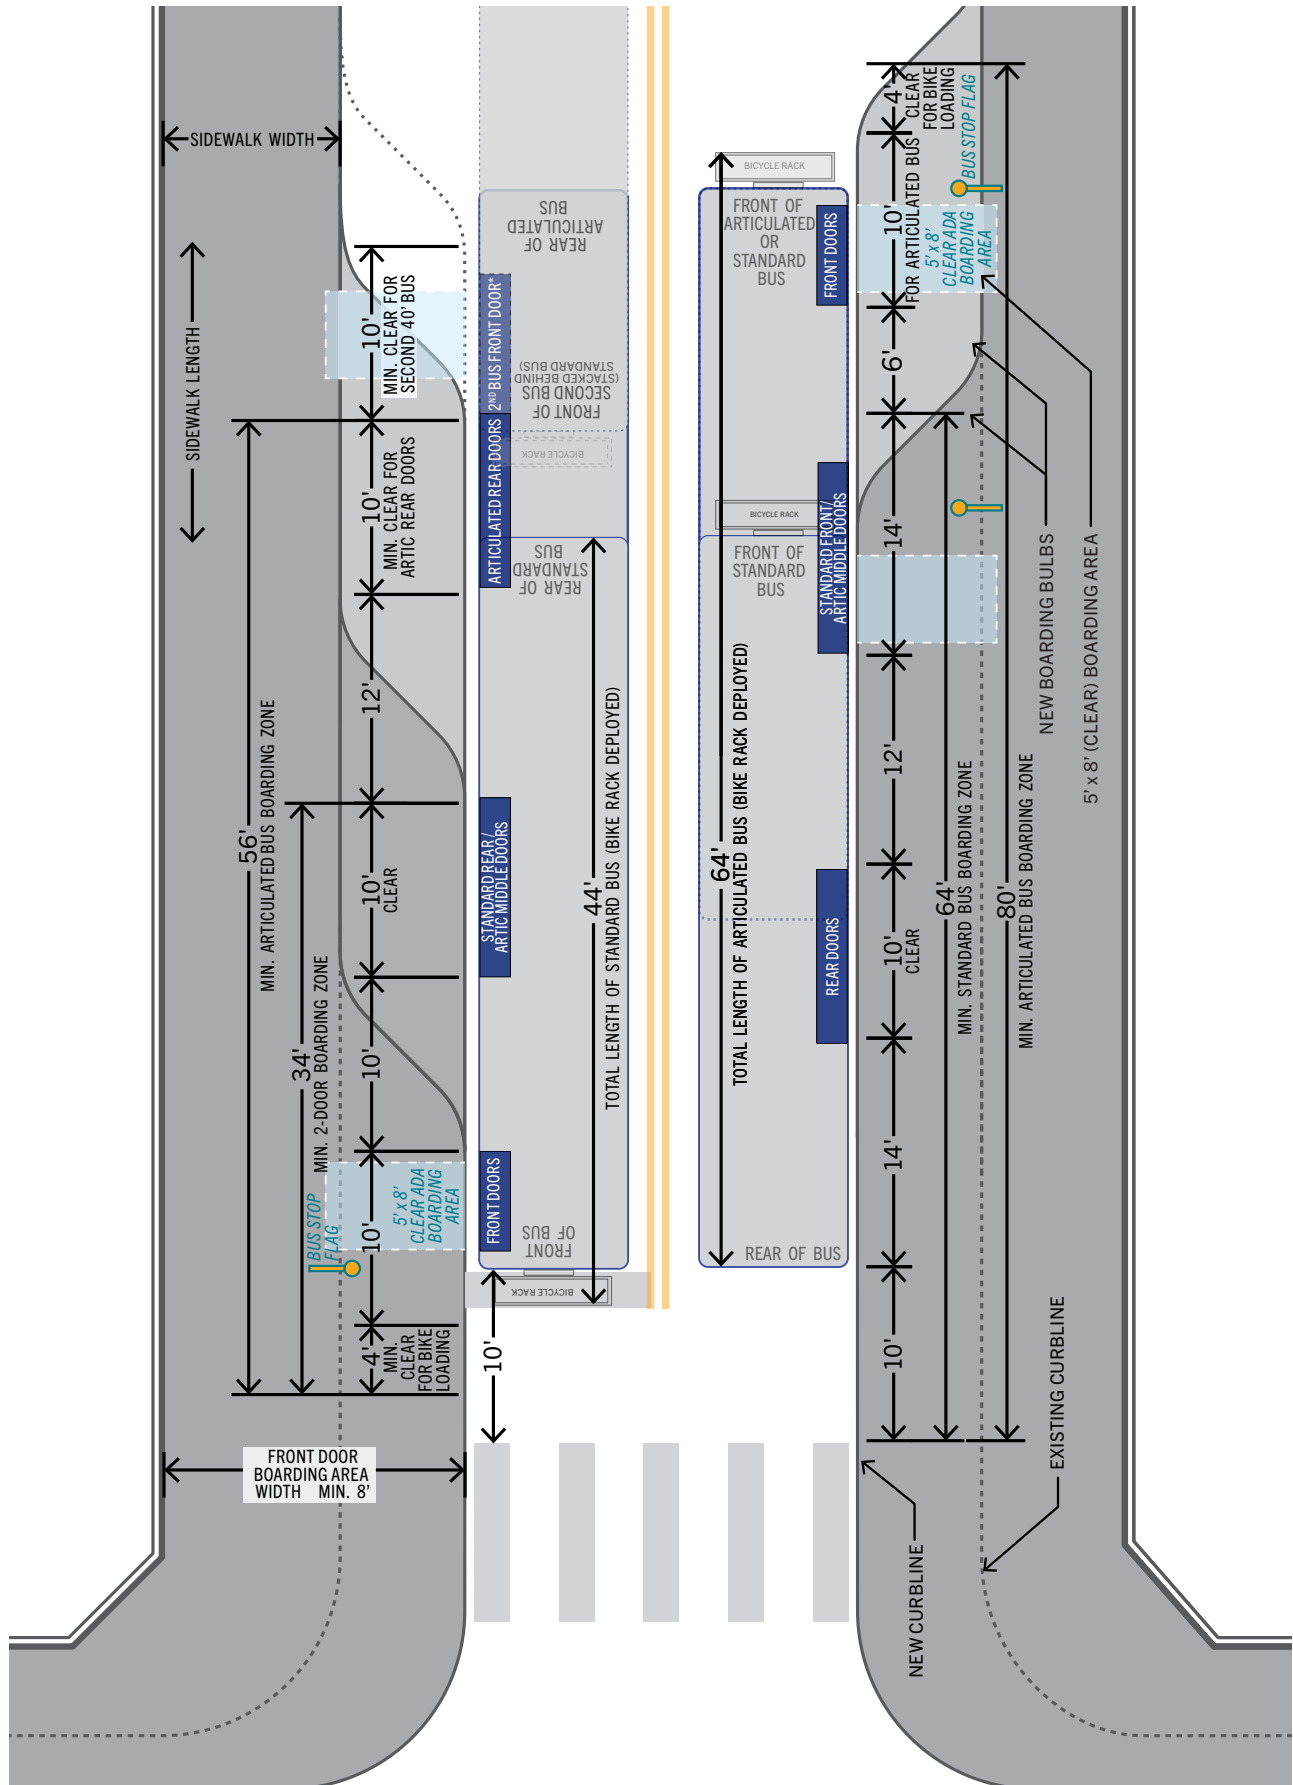 SIDEWALK WIDTH
SIDEWALK LENGTH
10'
MIN. CLEAR FOR
SECOND 40' BUS
10'
MIN. CLEAR FOR
ARTIC REAR DOORS
12'
56'
MIN. ARTICULATED BUS BOARDING ZONE
10'
CLEAR
34'
MIN. 2-DOOR BOARDING ZONE
10'
5' x 8'
CLEAR ADA
BOARDING
AREA
BUS STOP
FLAG
10'
4'
MIN.
CLEAR
FOR BIKE
LOADING
FRONT DOOR
BOARDING AREA
WIDTH MIN. 8'
REAR OF
ARTICULATED
BUS
2ND BUS FRONT DOOR*
FRONT OF
SECOND BUS
(STACKED BEHIND
STANDARD BUS)
BICYCLE RACK
ARTICULATED REAR DOORS
REAR OF
STANDARD
BUS
STANDARD REAR/
ARTIC MIDDLE DOORS
44'
TOTAL LENGTH OF STANDARD BUS (BIKE RACK DEPLOYED)
FRONT DOORS
FRONT
OF BUS
BICYCLE RACK
10'
BICYCLE RACK
FRONT OF
ARTICULATED
OR
STANDARD
BUS
FRONT DOORS
BICYCLE RACK
FRONT OF
STANDARD
BUS
STANDARD FRONT/
ARTIC MIDDLE DOORS
64'
TOTAL LENGTH OF ARTICULATED BUS (BIKE RACK DEPLOYED)
REAR DOORS
REAR OF BUS
4'
CLEAR
FOR BIKE
LOADING
BUS STOP FLAG
10'
FOR ARTICULATED BUS
5' x 8'
CLEAR ADA
BOARDING
AREA
6'
14'
12'
10'
CLEAR
14'
10'
64'
MIN. STANDARD BUS BOARDING ZONE
80'
MIN. ARTICULATED BUS BOARDING ZONE
NEW BOARDING BULBS
5' x 8' (CLEAR) BOARDING AREA
EXISTING CURBLINE
NEW CURBLINE